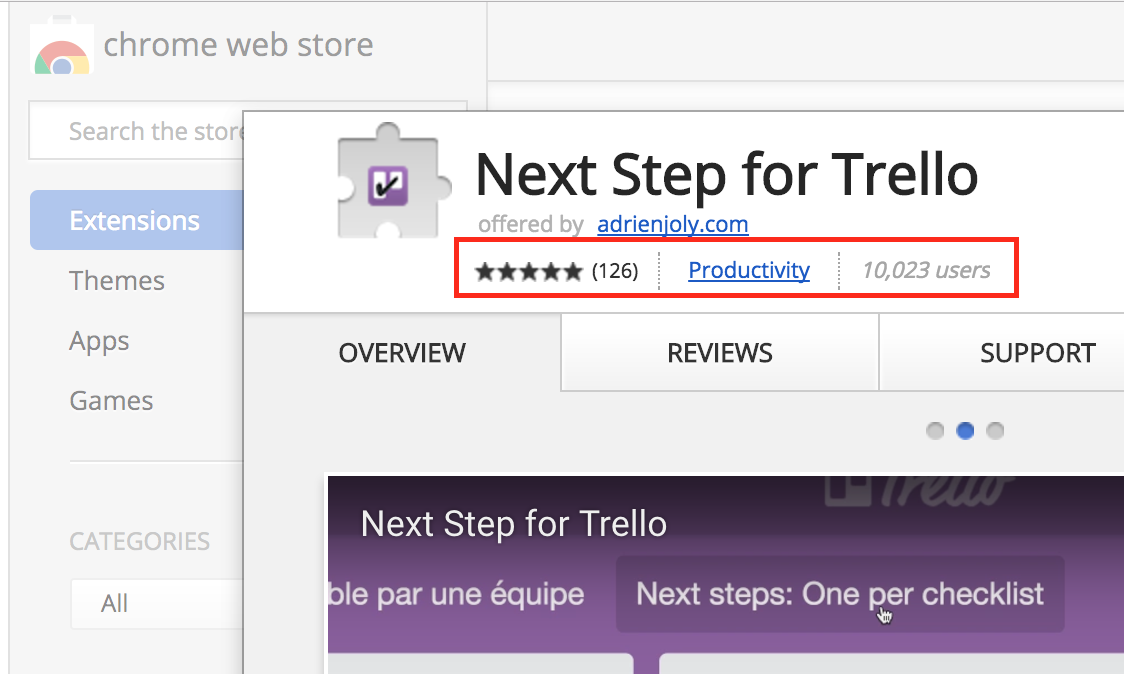 chrome web store
Search the store
Extensions
Themes
Apps
Games
CATEGORIES
All
Next Step for Trello
offered by adrienjoly.com
(126) Productivity 10,023 users
OVERVIEW REVIEWS SUPPORT
Trello
Next Step for Trello
ble par une équipe Next steps: One per checklist